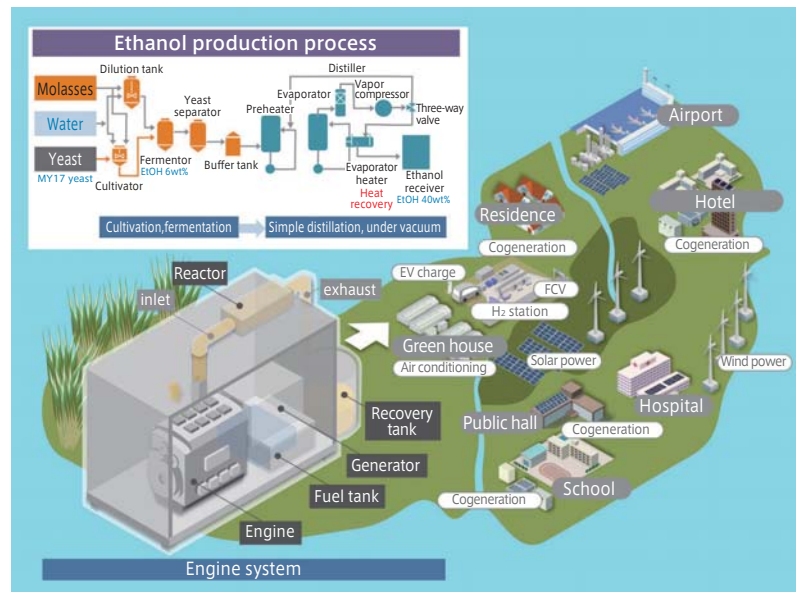 Ethanol production process
Molasses
Water
Yeast
MY17 yeast
Dilution tank
Cultivator
Fermentor
EtOH 6wt%
Yeast
separator
Buffer tank
Preheater
Distiller
Evaporator
Vapor
compressor
Three-way
valve
Evaporator
heater
Heat
recovery
Ethanol
receiver
EtOH 40wt%
Cultivation,fermentation
Simple distillation, under vacuum
Airport
Hotel
Cogeneration
Residence
Cogeneration
EV charge
FCV
H2 station
Green house
Air conditioning
Solar power
Wind power
Hospital
Public hall
Cogeneration
School
Cogeneration
Reactor
inlet
exhaust
Recovery
tank
Generator
Fuel tank
Engine
Engine system